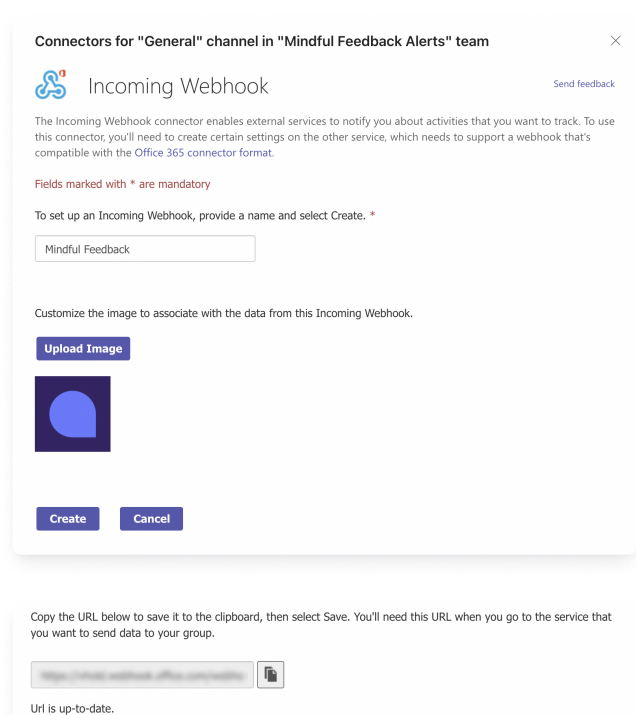 Connectors for "General" channel in "Mindful Feedback Alerts" team
Incoming Webhook
Send feedback
The Incoming Webhook connector enables external services to notify you about activities that you want to track. To use
this connector, you'll need to create certain settings on the other service, which needs to support a webhook that's
compatible with the Office 365 connector format.
Fields marked with * are mandatory
To set up an Incoming Webhook, provide a name and select Create. *
Mindful Feedback
Customize the image to associate with the data from this Incoming Webhook.
Upload Image
Create
Cancel
Copy the URL below to save it to the clipboard, then select Save. You'll need this URL when you go to the service that
you want to send data to your group.
Url is up-to-date.